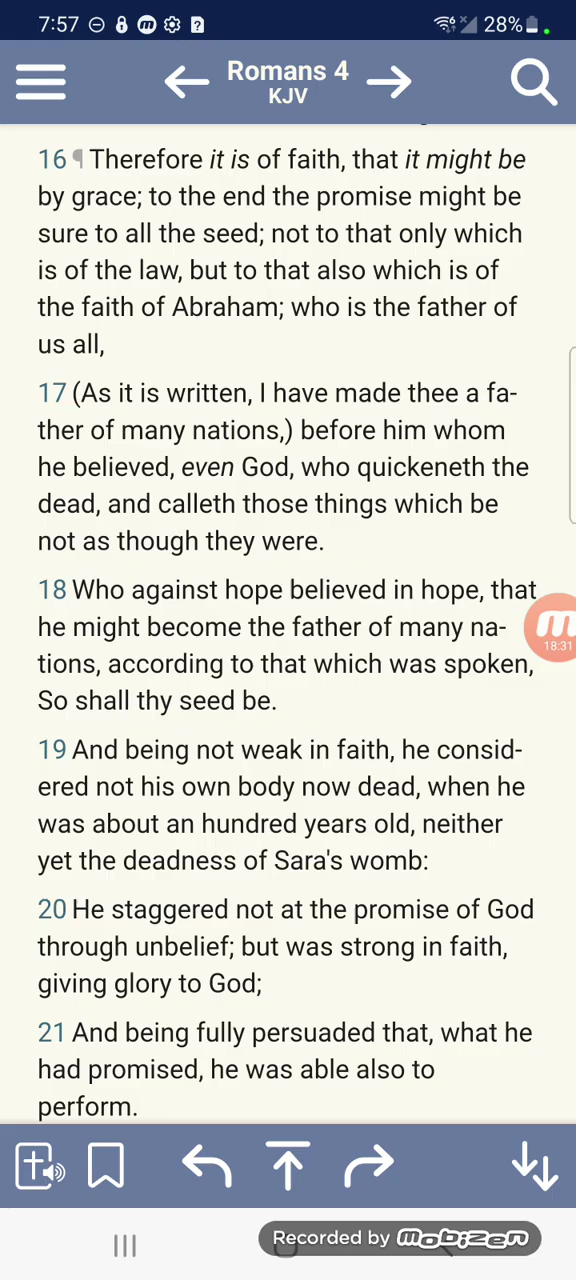 7:57 28%
Romans 4
KJV
16 ¶ Therefore it is of faith, that it might be
by grace; to the end the promise might be
sure to all the seed; not to that only which
is of the law, but to that also which is of
the faith of Abraham; who is the father of
us all,
17 (As it is written, I have made thee a fa-
ther of many nations,) before him whom
he believed, even God, who quickeneth the
dead, and calleth those things which be
not as though they were.
18 Who against hope believed in hope, that
he might become the father of many na-
tions, according to that which was spoken,
So shall thy seed be.
18:31
19 And being not weak in faith, he consid-
ered not his own body now dead, when he
was about an hundred years old, neither
yet the deadness of Sara's womb:
20 He staggered not at the promise of God
through unbelief; but was strong in faith,
giving glory to God;
21 And being fully persuaded that, what he
had promised, he was able also to
perform.
Recorded by mobizen